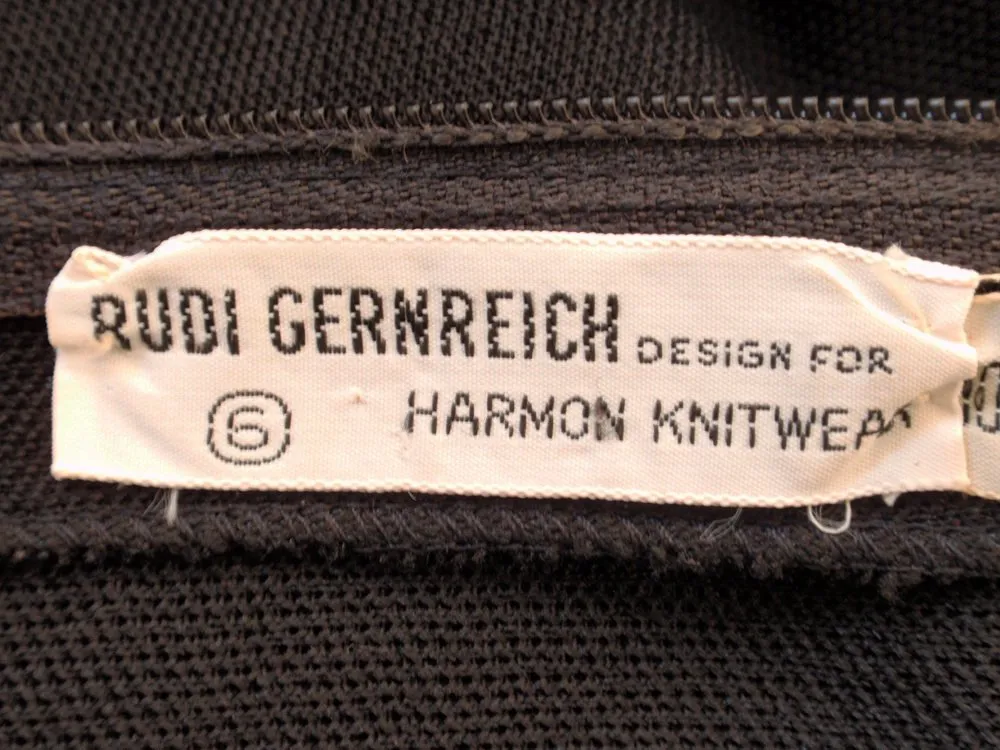 RUDI GERNREICH DESIGN FOR
6 HARMON KNITWEAR